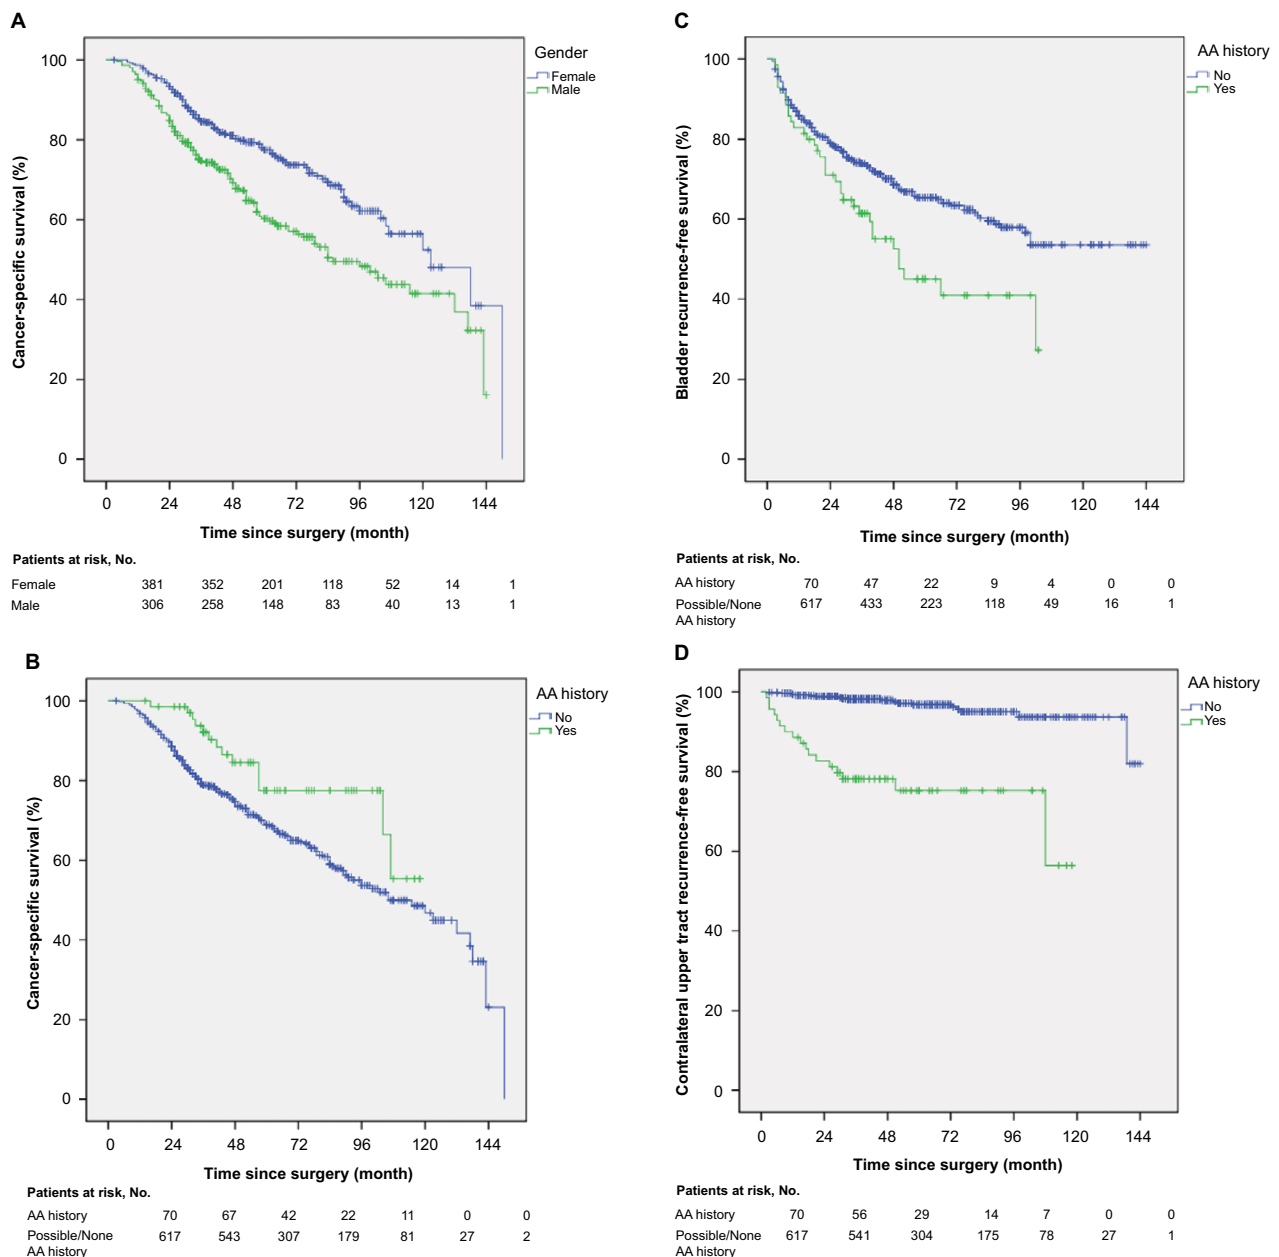 A
Cancer-specific survival (%)
100
80
60
40
20
0
0 24 48 72 96 120 144
Time since surgery (month)
Gender
Female
Male
Patients at risk, No.
Female 381 352 201 118 52 14 1
Male 306 258 148 83 40 13 1
C
Bladder recurrence-free survival (%)
100
80
60
40
20
0
0 24 48 72 96 120 144
Time since surgery (month)
AA history
No
Yes
Patients at risk, No.
AA history 70 47 22 9 4 0 0
Possible/None 617 433 223 118 49 16 1
AA history
B
Cancer-specific survival (%)
100
80
60
40
20
0
0 24 48 72 96 120 144
Time since surgery (month)
AA history
No
Yes
Patients at risk, No.
AA history 70 67 42 22 11 0 0
Possible/None 617 543 307 179 81 27 2
AA history
D
Contralateral upper tract recurrence-free survival (%)
100
80
60
40
20
0
0 24 48 72 96 120 144
Time since surgery (month)
AA history
No
Yes
Patients at risk, No.
AA history 70 56 29 14 7 0 0
Possible/None 617 541 304 175 78 27 1
AA history